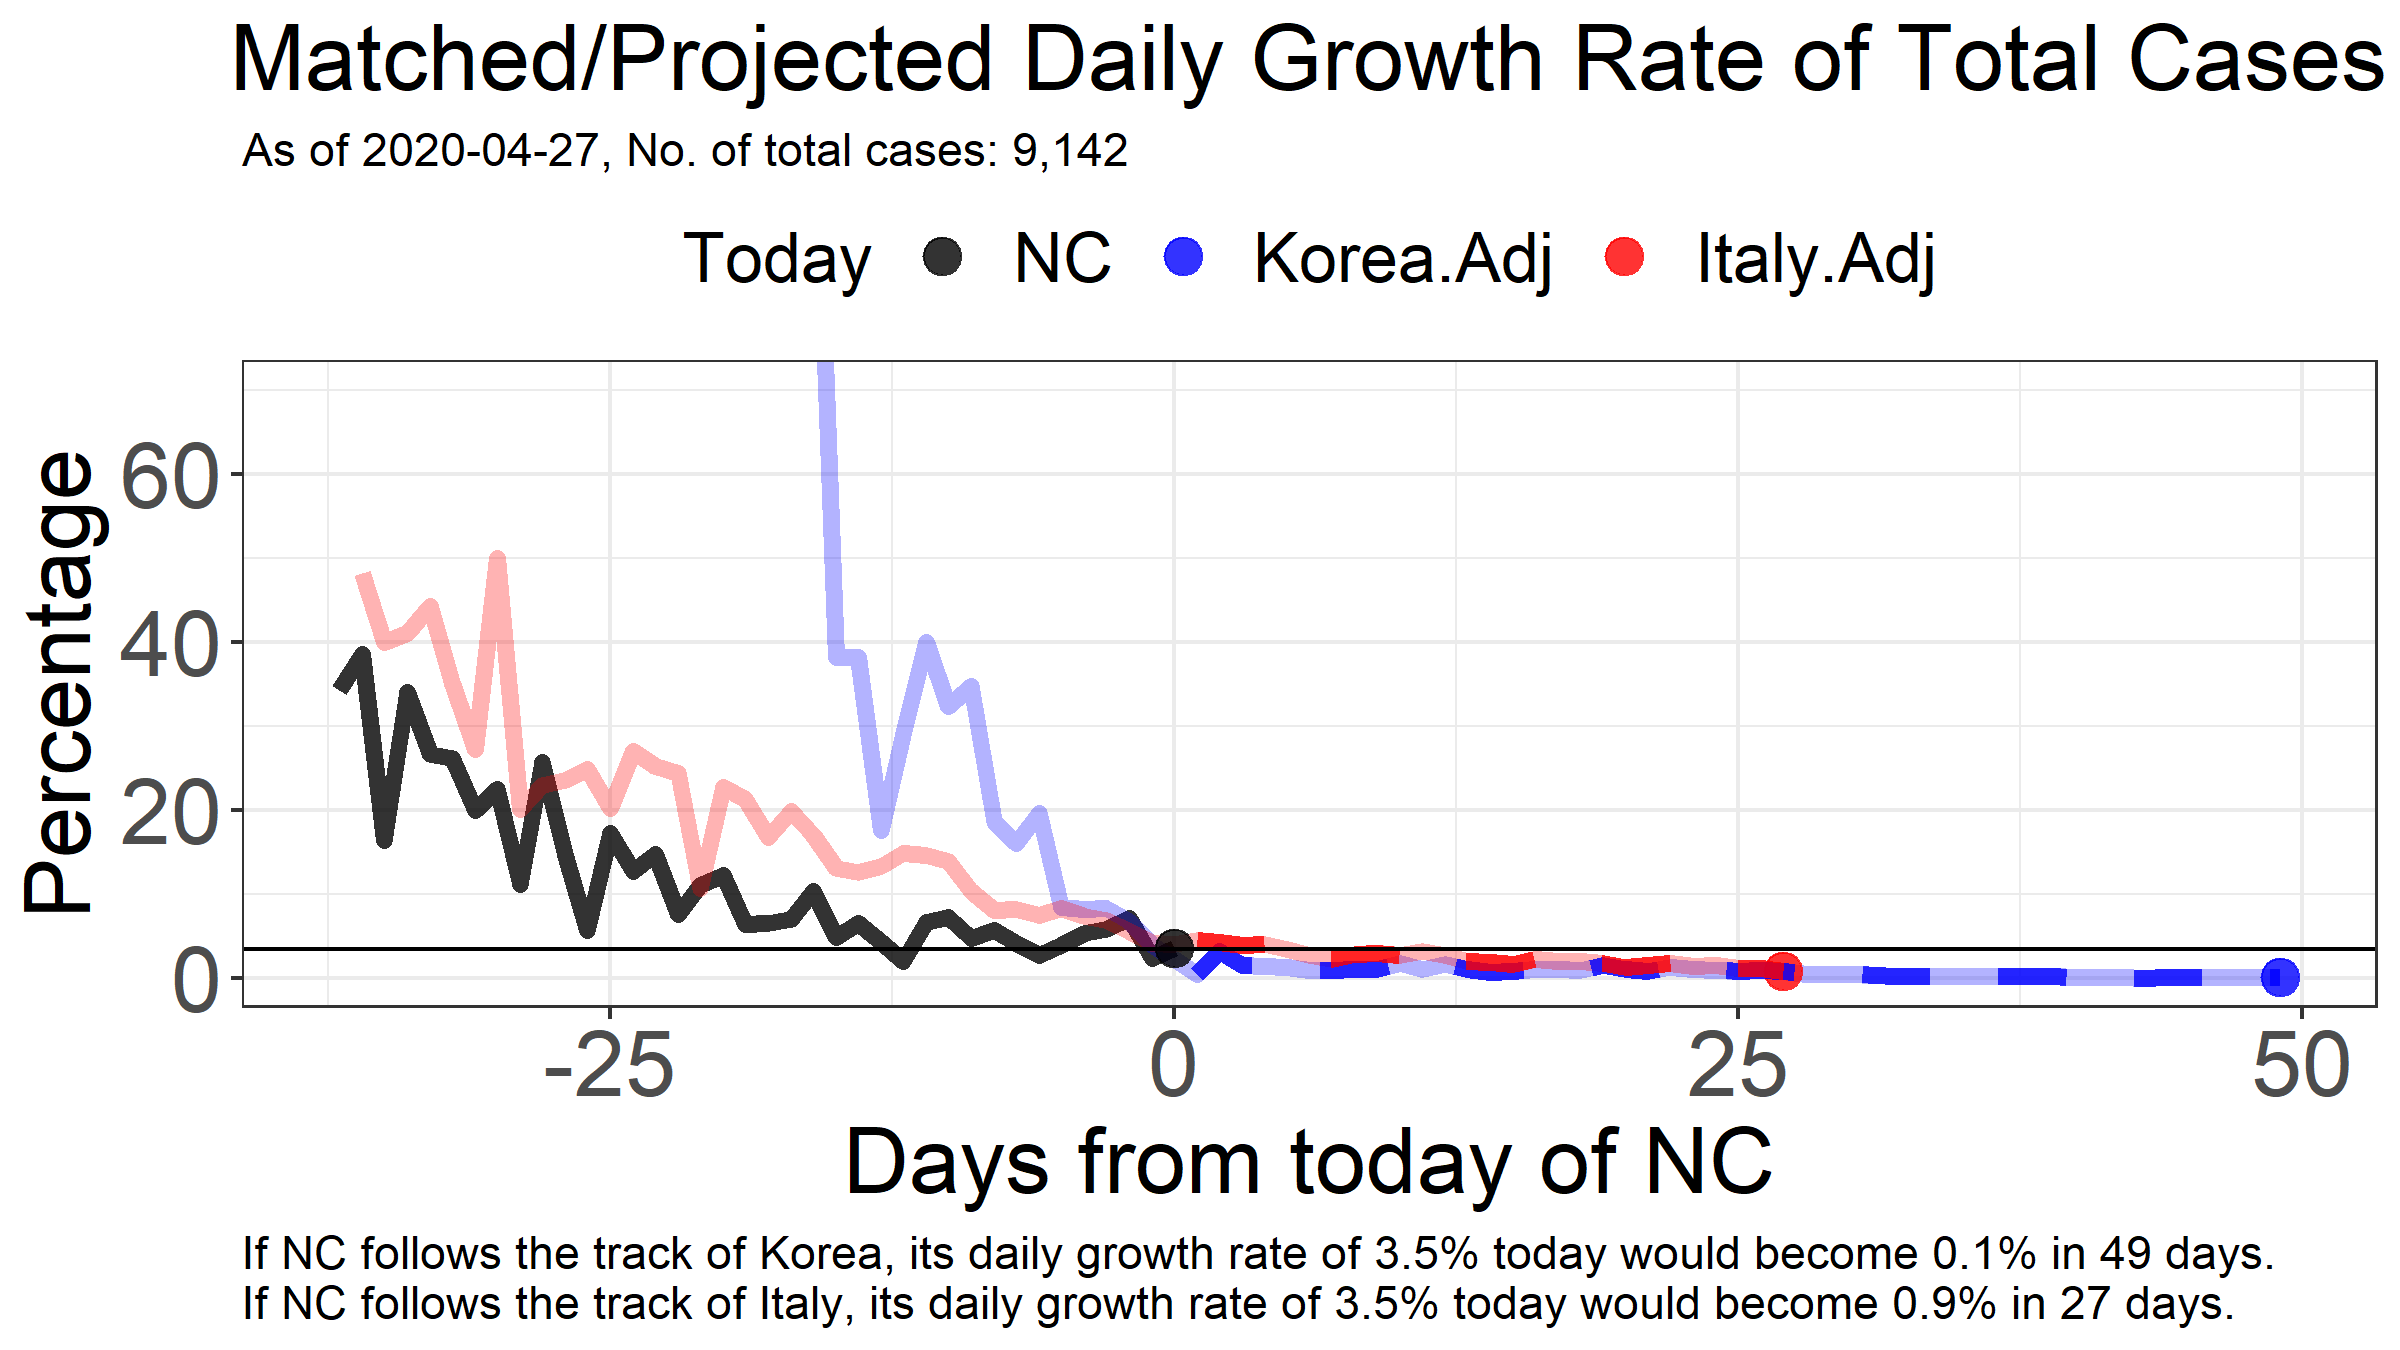 Matched/Projected Daily Growth Rate of Total Cases
As of 2020-04-27, No. of total cases: 9,142
Today NC Korea.Adj Italy.Adj
Percentage
60
40
20
0
-25 0 25 50
Days from today of NC
If NC follows the track of Korea, its daily growth rate of 3.5% today would become 0.1% in 49 days.
If NC follows the track of Italy, its daily growth rate of 3.5% today would become 0.9% in 27 days.